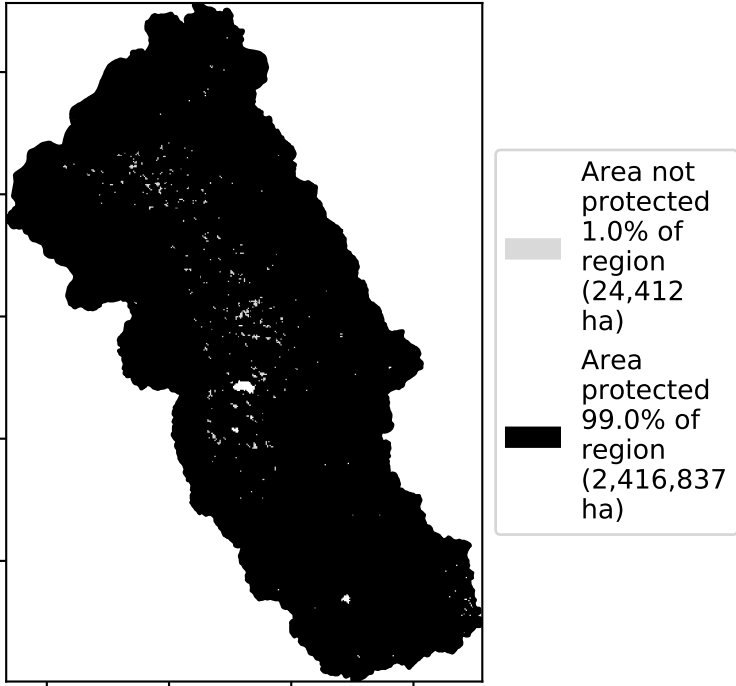 Area not
protected
1.0% of
region
(24,412
ha)
Area
protected
99.0% of
region
(2,416,837
ha)